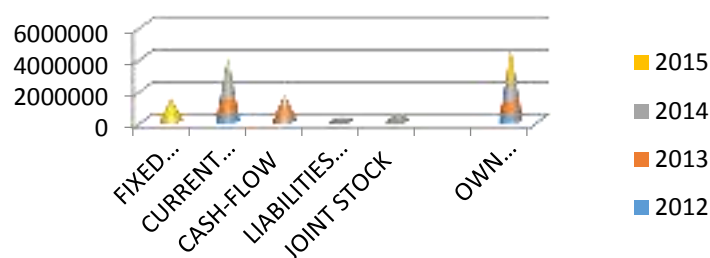 6000000
4000000
2000000
0
FIXED...
CURRENT...
CASH-FLOW
LIABILITIES...
JOINT STOCK
OWN...
2015
2014
2013
2012